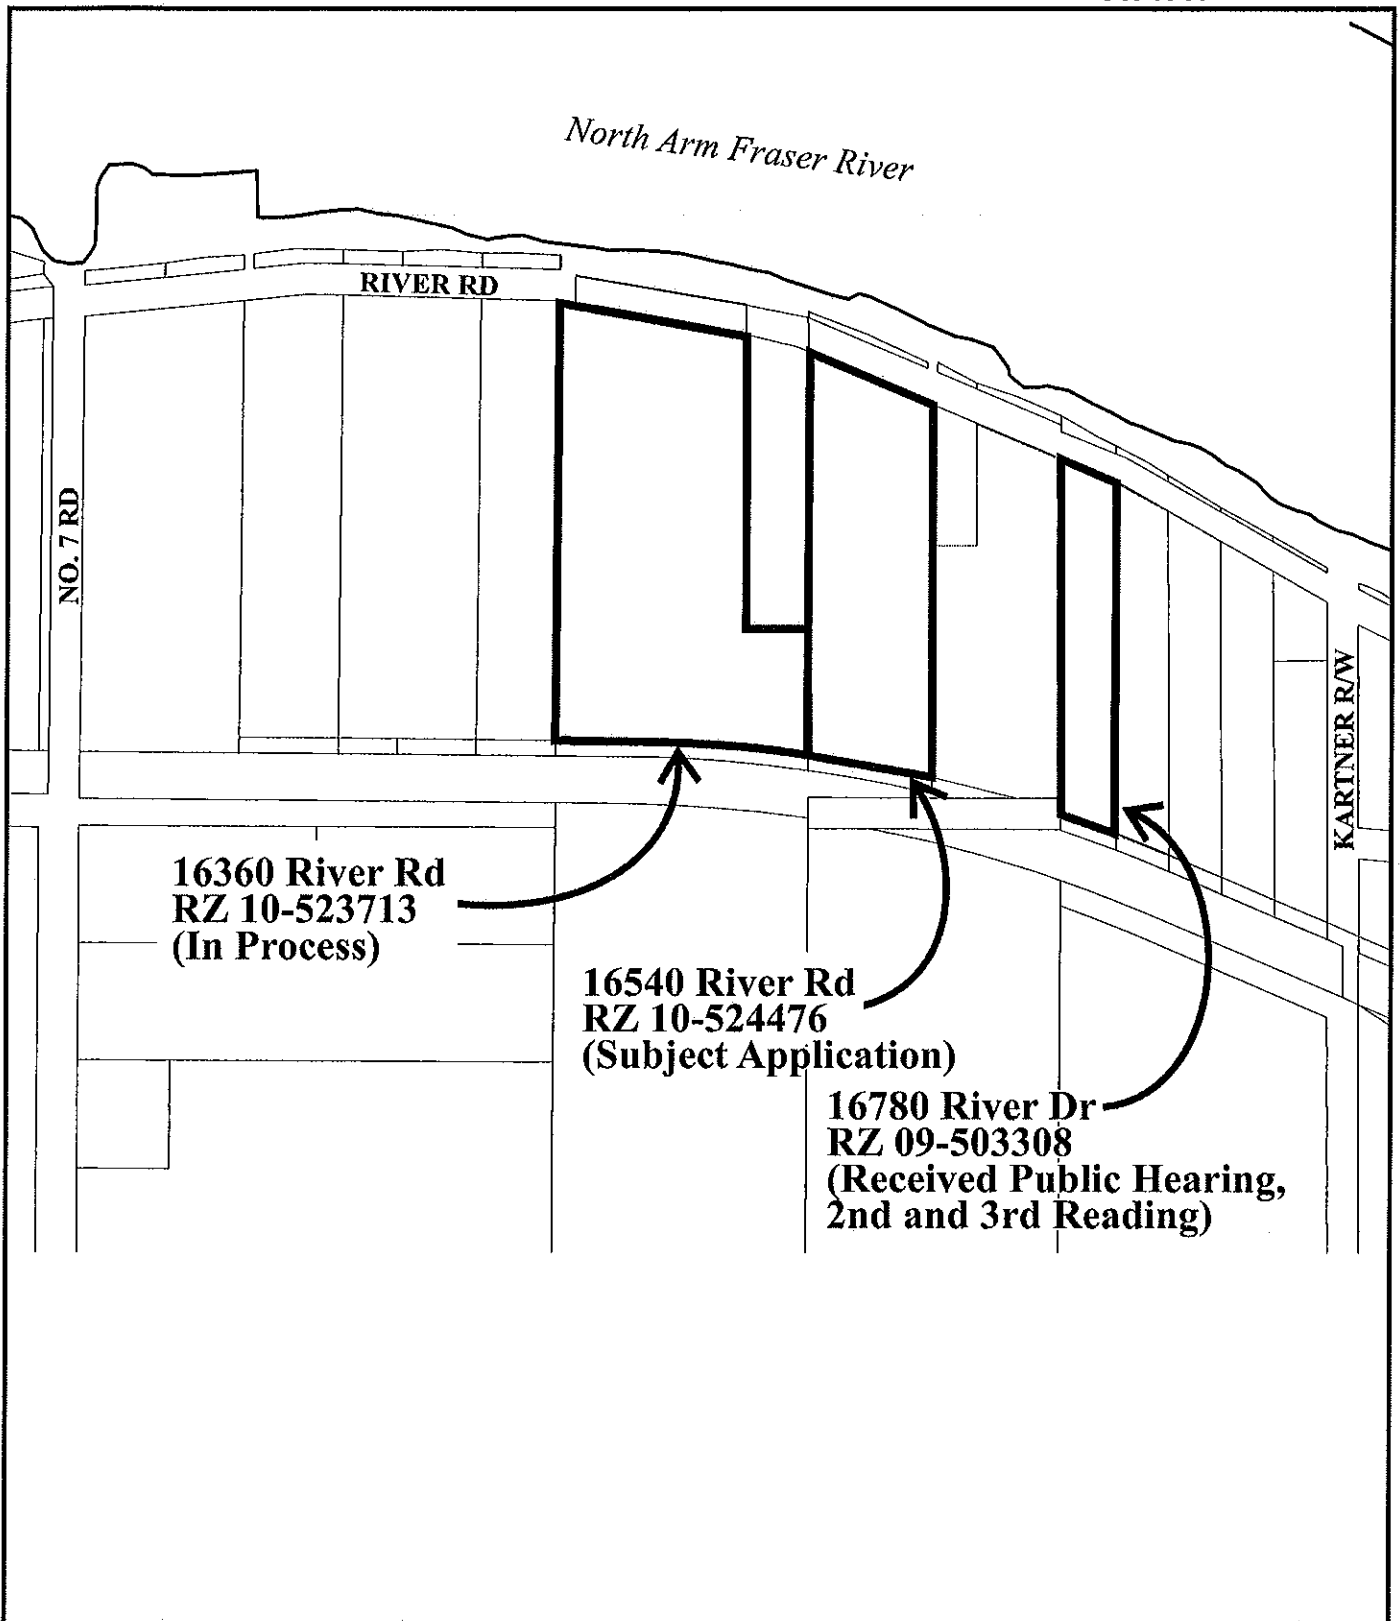 North Arm Fraser River
RIVER RD
NO. 7 RD
KARTNER R/W
16360 River Rd
RZ 10-523713
(In Process)
16540 River Rd
RZ 10-524476
(Subject Application)
16780 River Dr
RZ 09-503308
(Received Public Hearing,
2nd and 3rd Reading)